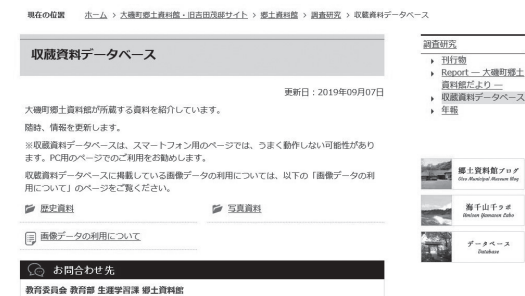 現在の位置 ホーム > 大磯町郷土資料館・旧吉田茂邸サイト > 郷土資料館 > 調査研究 > 収蔵資料データベース
収蔵資料データベース
更新日：2019年09月07日
大磯町郷土資料館が所蔵する資料を紹介しています。
随時、情報を更新します。
※収蔵資料データベースは、スマートフォン用のページでは、うまく動作しない可能性があり
ます。PC用のページでのご利用をお勧めします。
収蔵資料データベースに掲載している画像データの利用については、以下の「画像データの利
用について」のページをご覧ください。
歴史資料
写真資料
画像データの利用について
お問合わせ先
教育委員会 教育部 生涯学習課 郷土資料館
調査研究
刊行物
Report ― 大磯町郷土
資料館だより ―
収蔵資料データベース
年報
郷土資料館ブログ
Oiso Municipal Museum Blog
海千山千ラボ
Umisen Yamasen Labo
データベース
Database